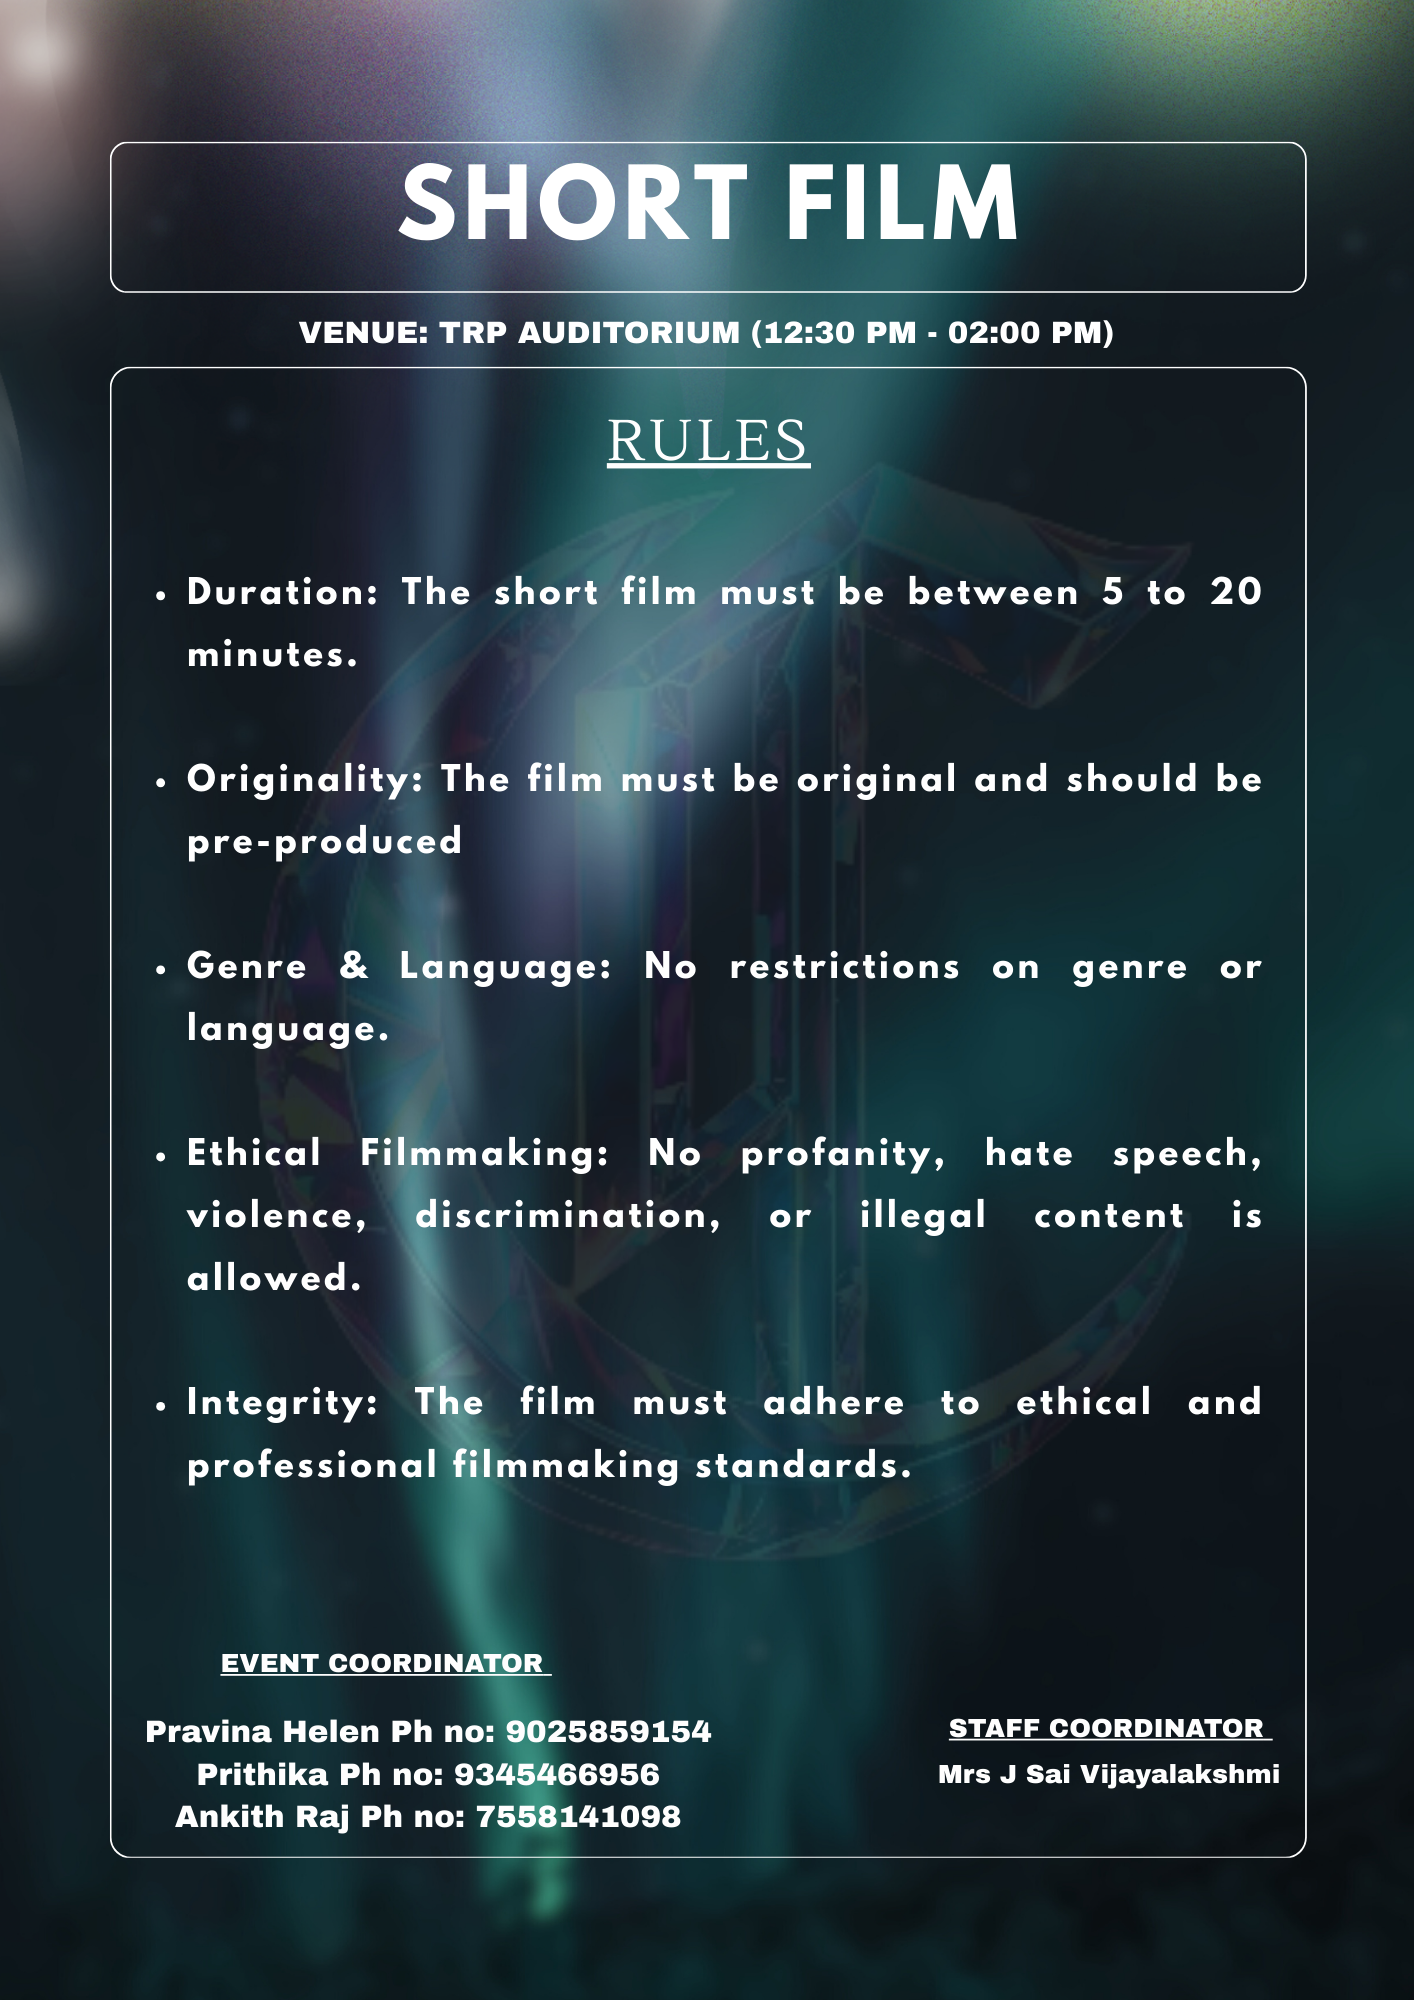 SHORT FILM
VENUE: TRP AUDITORIUM (12:30 PM - 02:00 PM)
RULES
• Duration: The short film must be between 5 to 20
minutes.
• Originality: The film must be original and should be
pre-produced
• Genre & Language: No restrictions on genre or
language.
• Ethical Filmmaking: No profanity, hate speech,
violence, discrimination, or illegal content is
allowed.
• Integrity: The film must adhere to ethical and
professional filmmaking standards.
EVENT COORDINATOR
Pravina Helen Ph no: 9025859154
Prithika Ph no: 9345466956
Ankith Raj Ph no: 7558141098
STAFF COORDINATOR
Mrs J Sai Vijayalakshmi